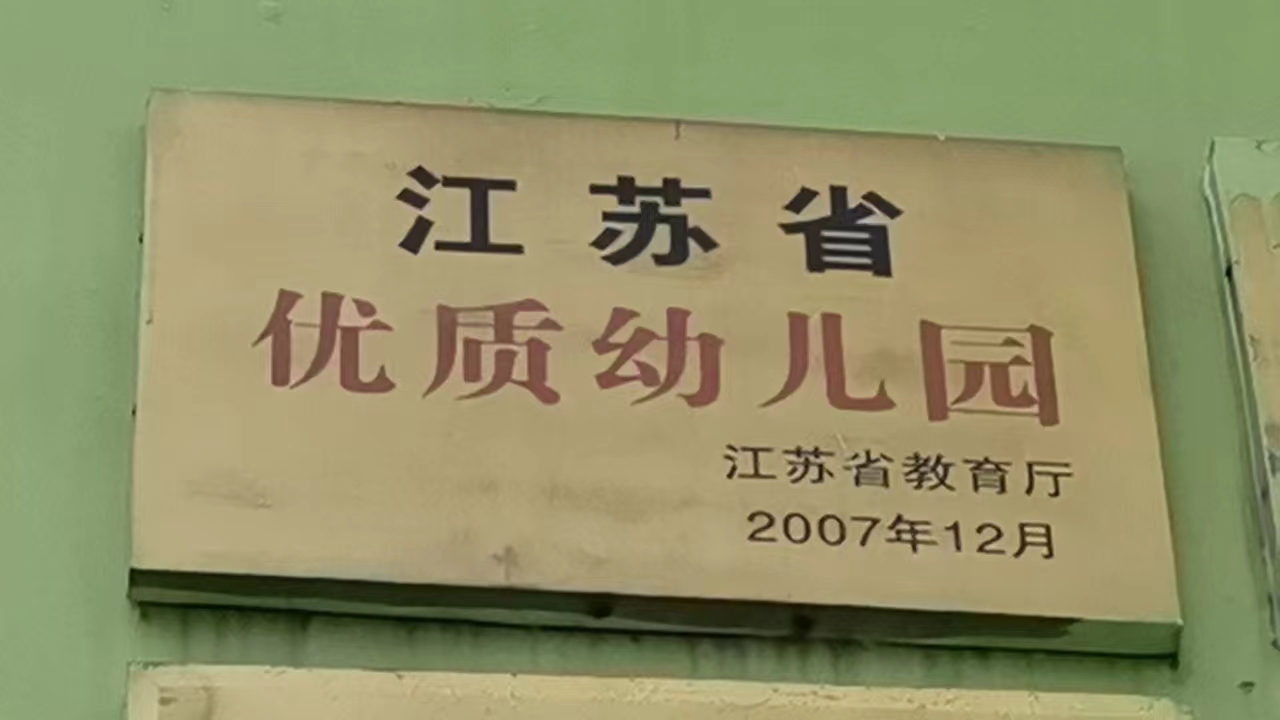 江苏省
优质幼儿园
江苏省教育厅
2007年12月